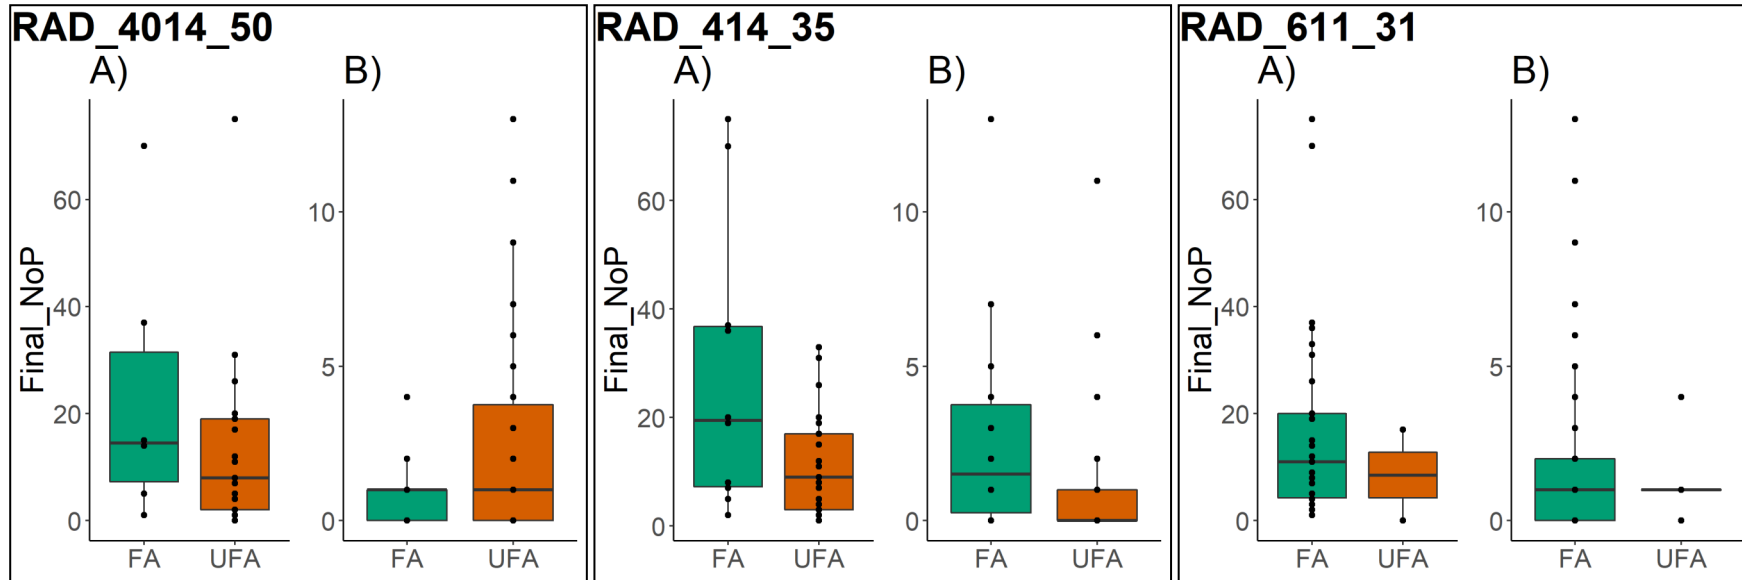 RAD_4014_50
A)
B)
Final_NoP
60
40
20
0
10
5
0
FA
UFA
FA
UFA
RAD_414_35
A)
B)
Final_NoP
60
40
20
0
10
5
0
FA
UFA
FA
UFA
RAD_611_31
A)
B)
Final_NoP
60
40
20
0
10
5
0
FA
UFA
FA
UFA